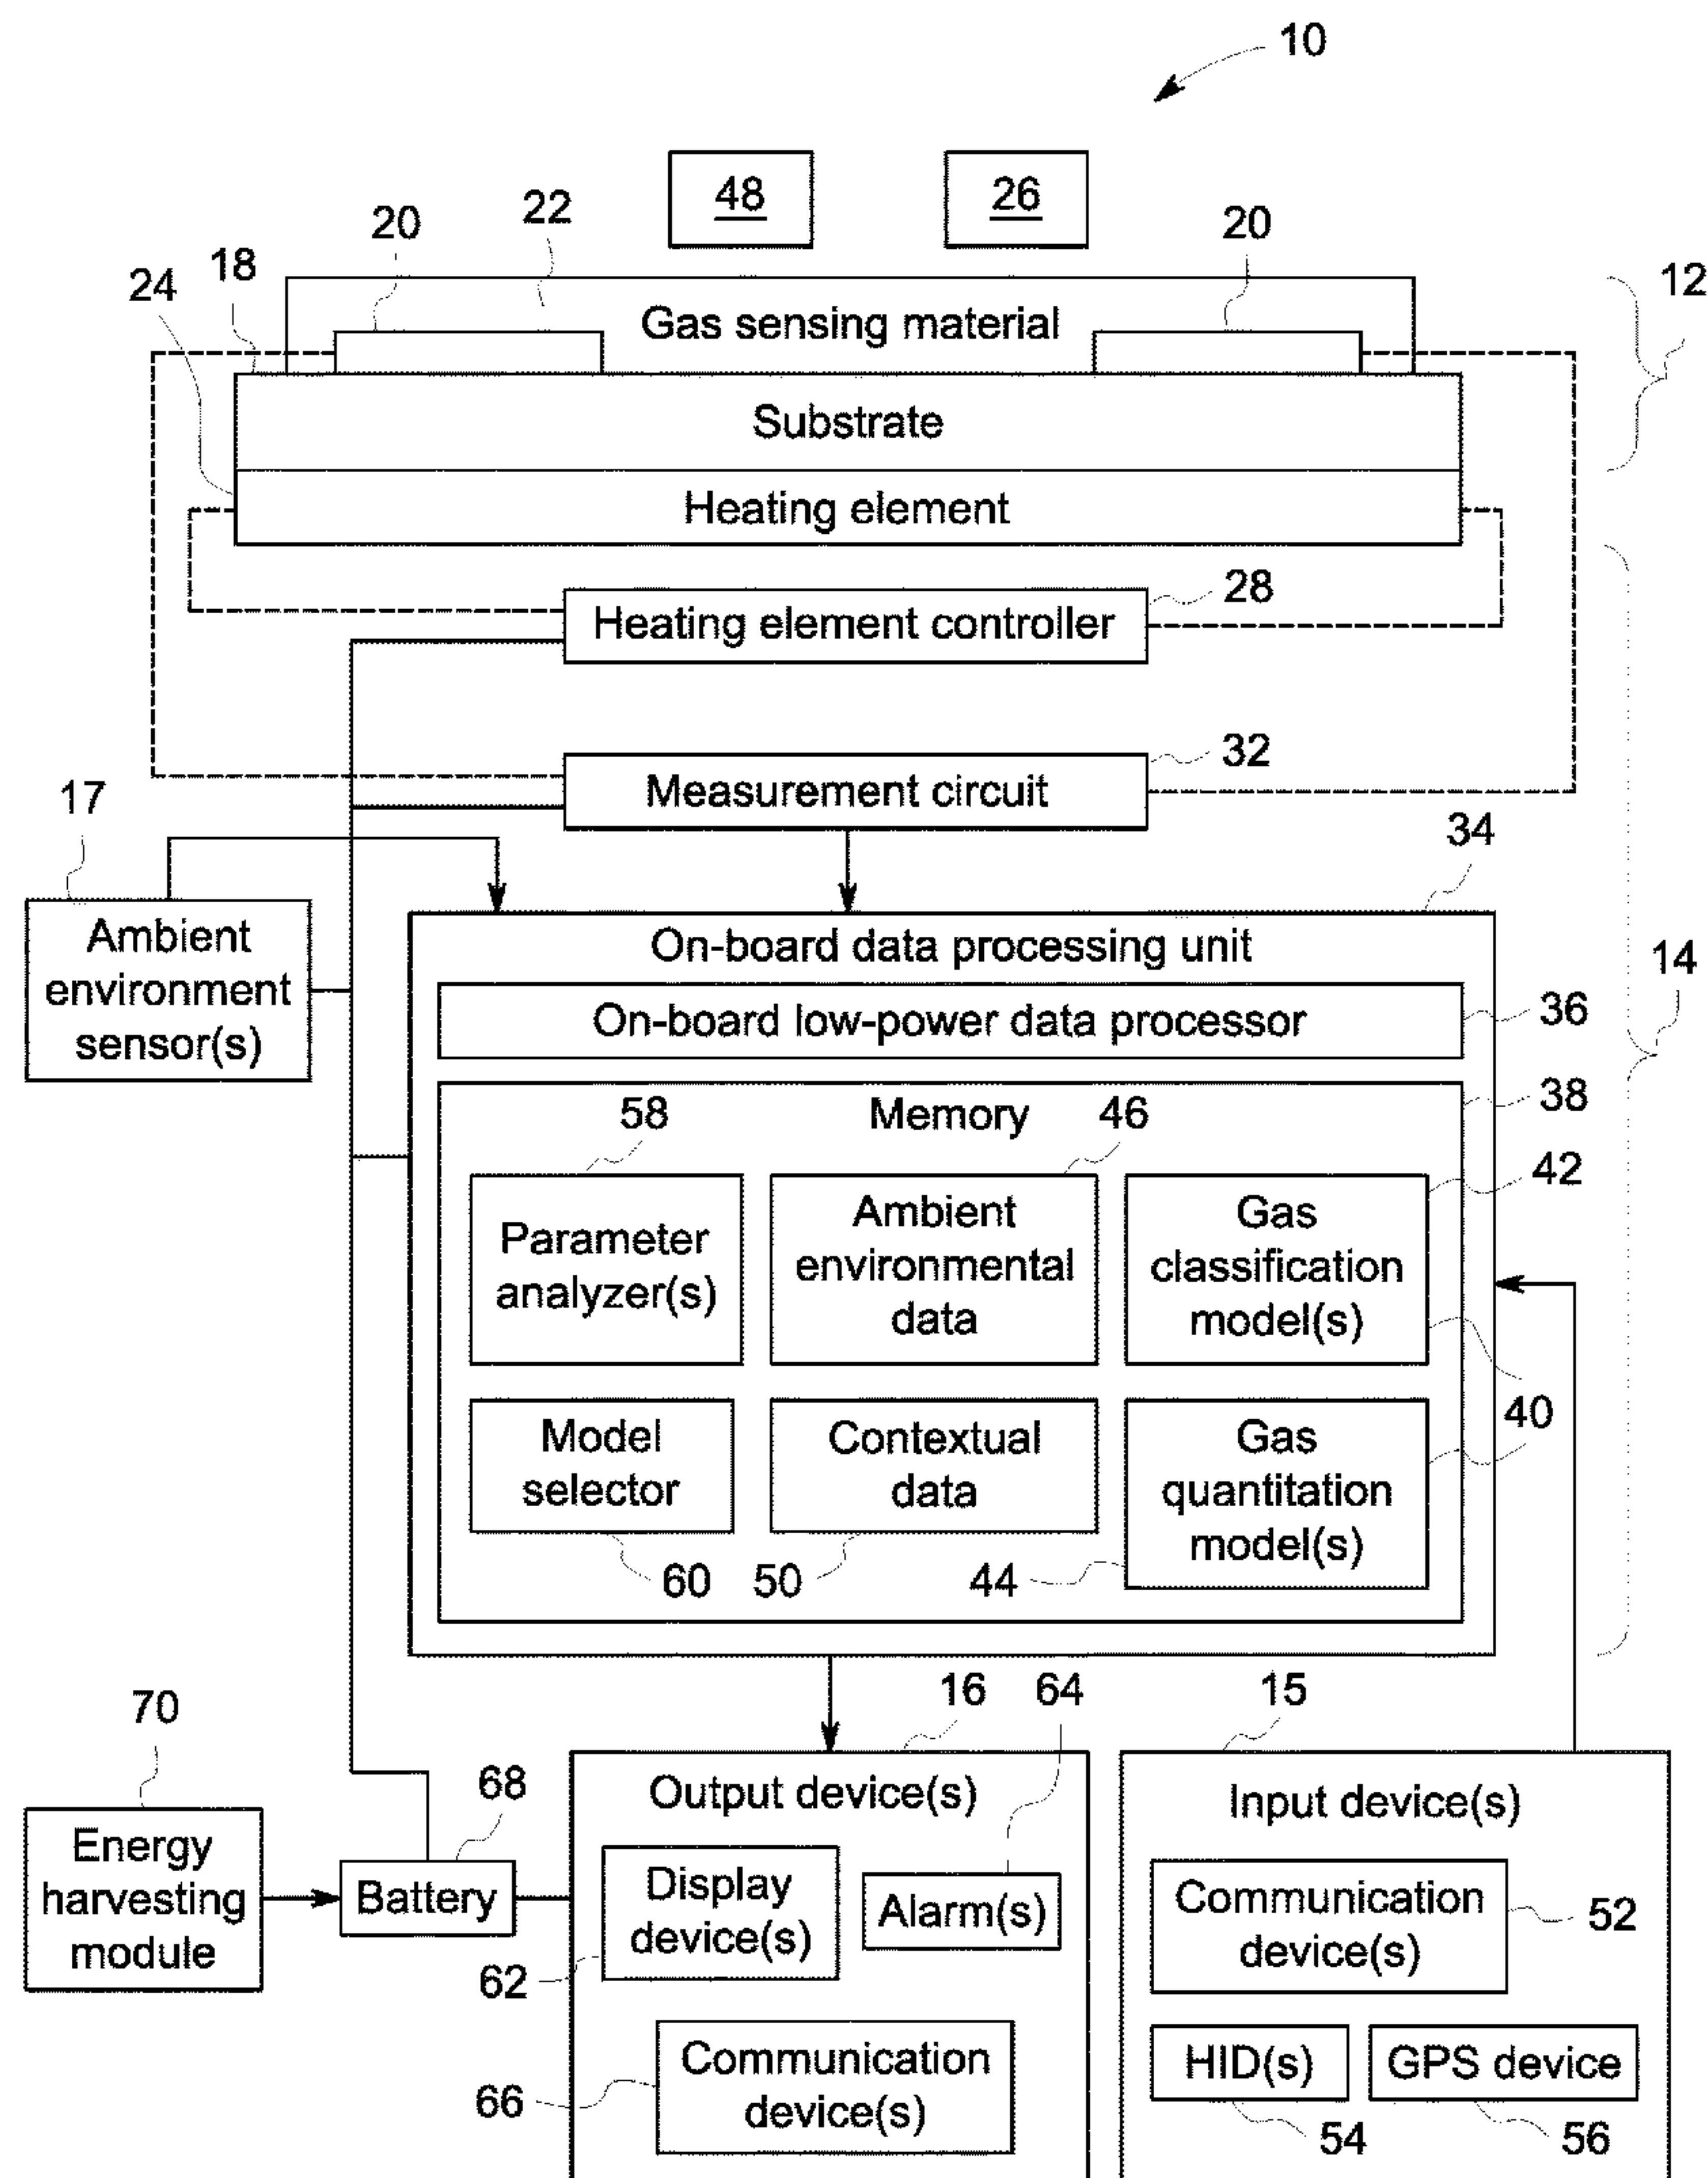 10
48
26
20
22
20
18
24
12
Gas sensing material
Substrate
Heating element
28
Heating element controller
32
Measurement circuit
17
34
Ambient
environment
sensor(s)
On-board data processing unit
14
On-board low-power data processor
36
38
Memory
58
46
42
Parameter
analyzer(s)
Ambient
environmental
data
Gas
classification
model(s)
40
Model
selector
Contextual
data
Gas
quantitation
model(s)
60
50
44
70
16
64
15
68
Energy
harvesting
module
Battery
Output device(s)
Display
device(s)
Alarm(s)
62
Communication
device(s)
66
Input device(s)
Communication
device(s)
52
HID(s)
GPS device
54
56